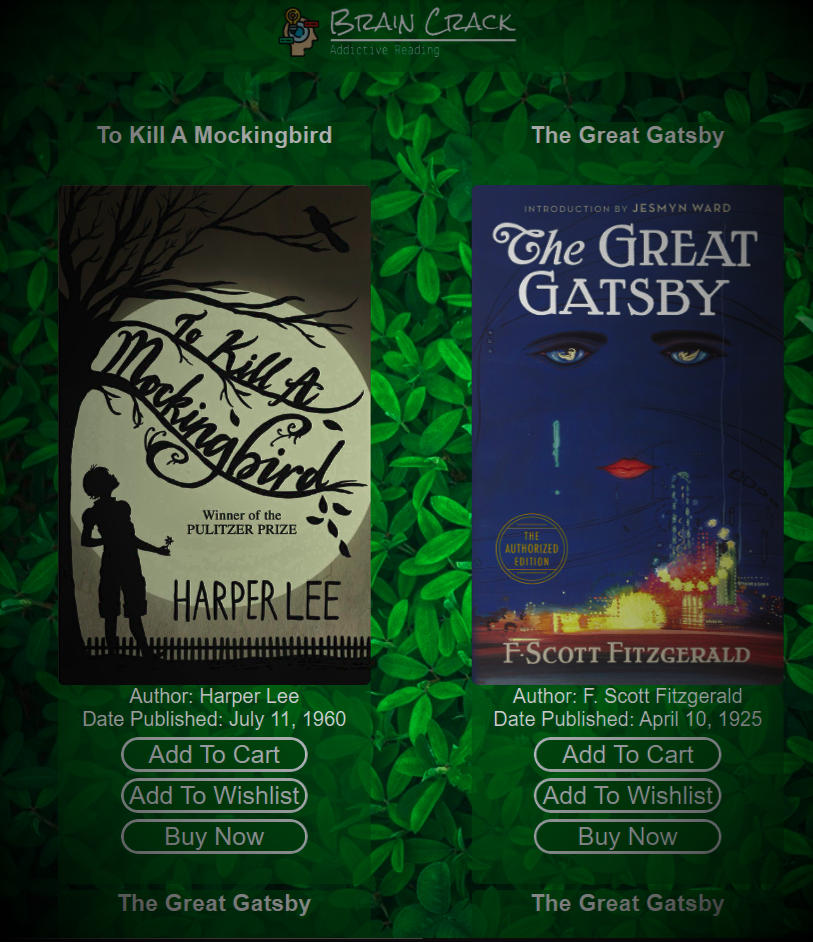 Brain Crack
Addictive Reading
To Kill A Mockingbird
To Kill A
Mockingbird
Winner of the
PULITZER PRIZE
HARPER LEE
Author: Harper Lee
Date Published: July 11, 1960
Add To Cart
Add To Wishlist
Buy Now
The Great Gatsby
INTRODUCTION BY JESMYN WARD
The GREAT
GATSBY
THE
AUTHORIZED
EDITION
F·SCOTT FITZGERALD
Author: F. Scott Fitzgerald
Date Published: April 10, 1925
Add To Cart
Add To Wishlist
Buy Now
The Great Gatsby
The Great Gatsby